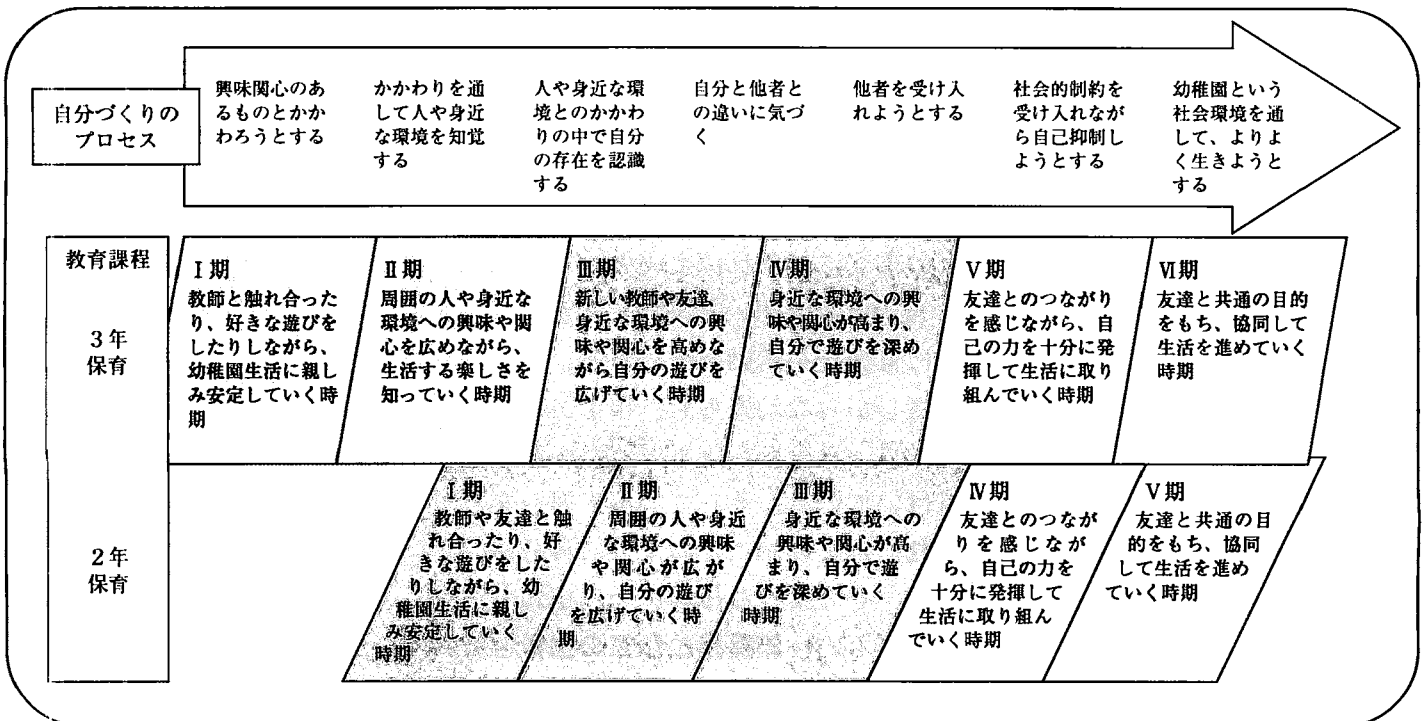 自分づくりの
プロセス
興味関心のあ
るものとかか
わろうとする
かかわりを通
して人や身近
な環境を知覚
する
人や身近な環
境とのかかわ
りの中で自分
の存在を認識
する
自分と他者と
の違いに気づ
く
他者を受け入
れようとする
社会的制約を
受け入れなが
ら自己抑制し
ようとする
幼稚園という
社会環境を通
して、よりよ
く生きようと
する
教育課程
3年
保育
Ⅰ期
教師と触れ合った
り、好きな遊びを
したりしながら、
幼稚園生活に親し
み安定していく時
期
Ⅱ期
周囲の人や身近な
環境への興味や関
心を広めながら、
生活する楽しさを
知っていく時期
Ⅲ期
新しい教師や友達、
身近な環境への興
味や関心を高めな
がら自分の遊びを
広げていく時期
Ⅳ期
身近な環境への興
味や関心が高まり、
自分で遊びを深め
ていく時期
Ⅴ期
友達とのつながり
を感じながら、自
己の力を十分に発
揮して生活に取り
組んでいく時期
Ⅵ期
友達と共通の目的
をもち、協同して
生活を進めていく
時期
2年
保育
Ⅰ期
教師や友達と触
れ合ったり、好
きな遊びをした
りしながら、幼
稚園生活に親し
み安定していく
時期
Ⅱ期
周囲の人や身近
な環境への興味
や関心が広が
り、自分の遊び
を広げていく時
期
Ⅲ期
身近な環境への
興味や関心が高
まり、自分で遊
びを深めていく
時期
Ⅳ期
友達とのつなが
りを感じなが
ら、自己の力を
十分に発揮して
生活に取り組ん
でいく時期
Ⅴ期
友達と共通の目
的をもち、協同
して生活を進め
ていく時期